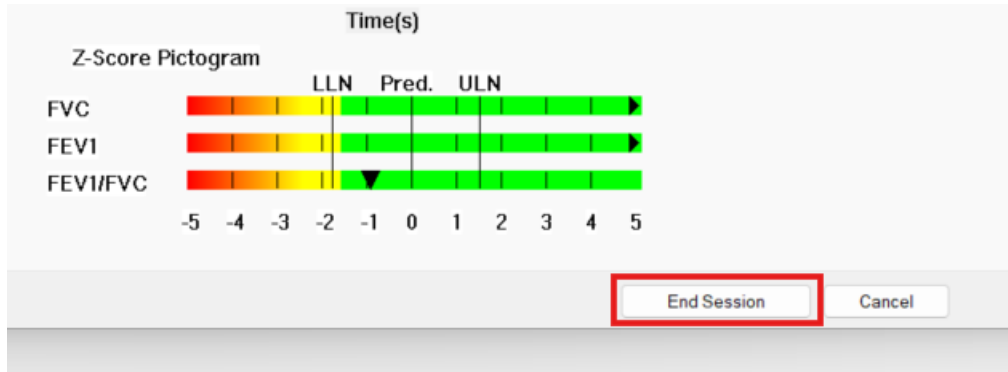 Time(s)
Z-Score Pictogram
LLN Pred. ULN
FVC
FEV1
FEV1/FVC
-5 -4 -3 -2 -1 0 1 2 3 4 5
End Session Cancel